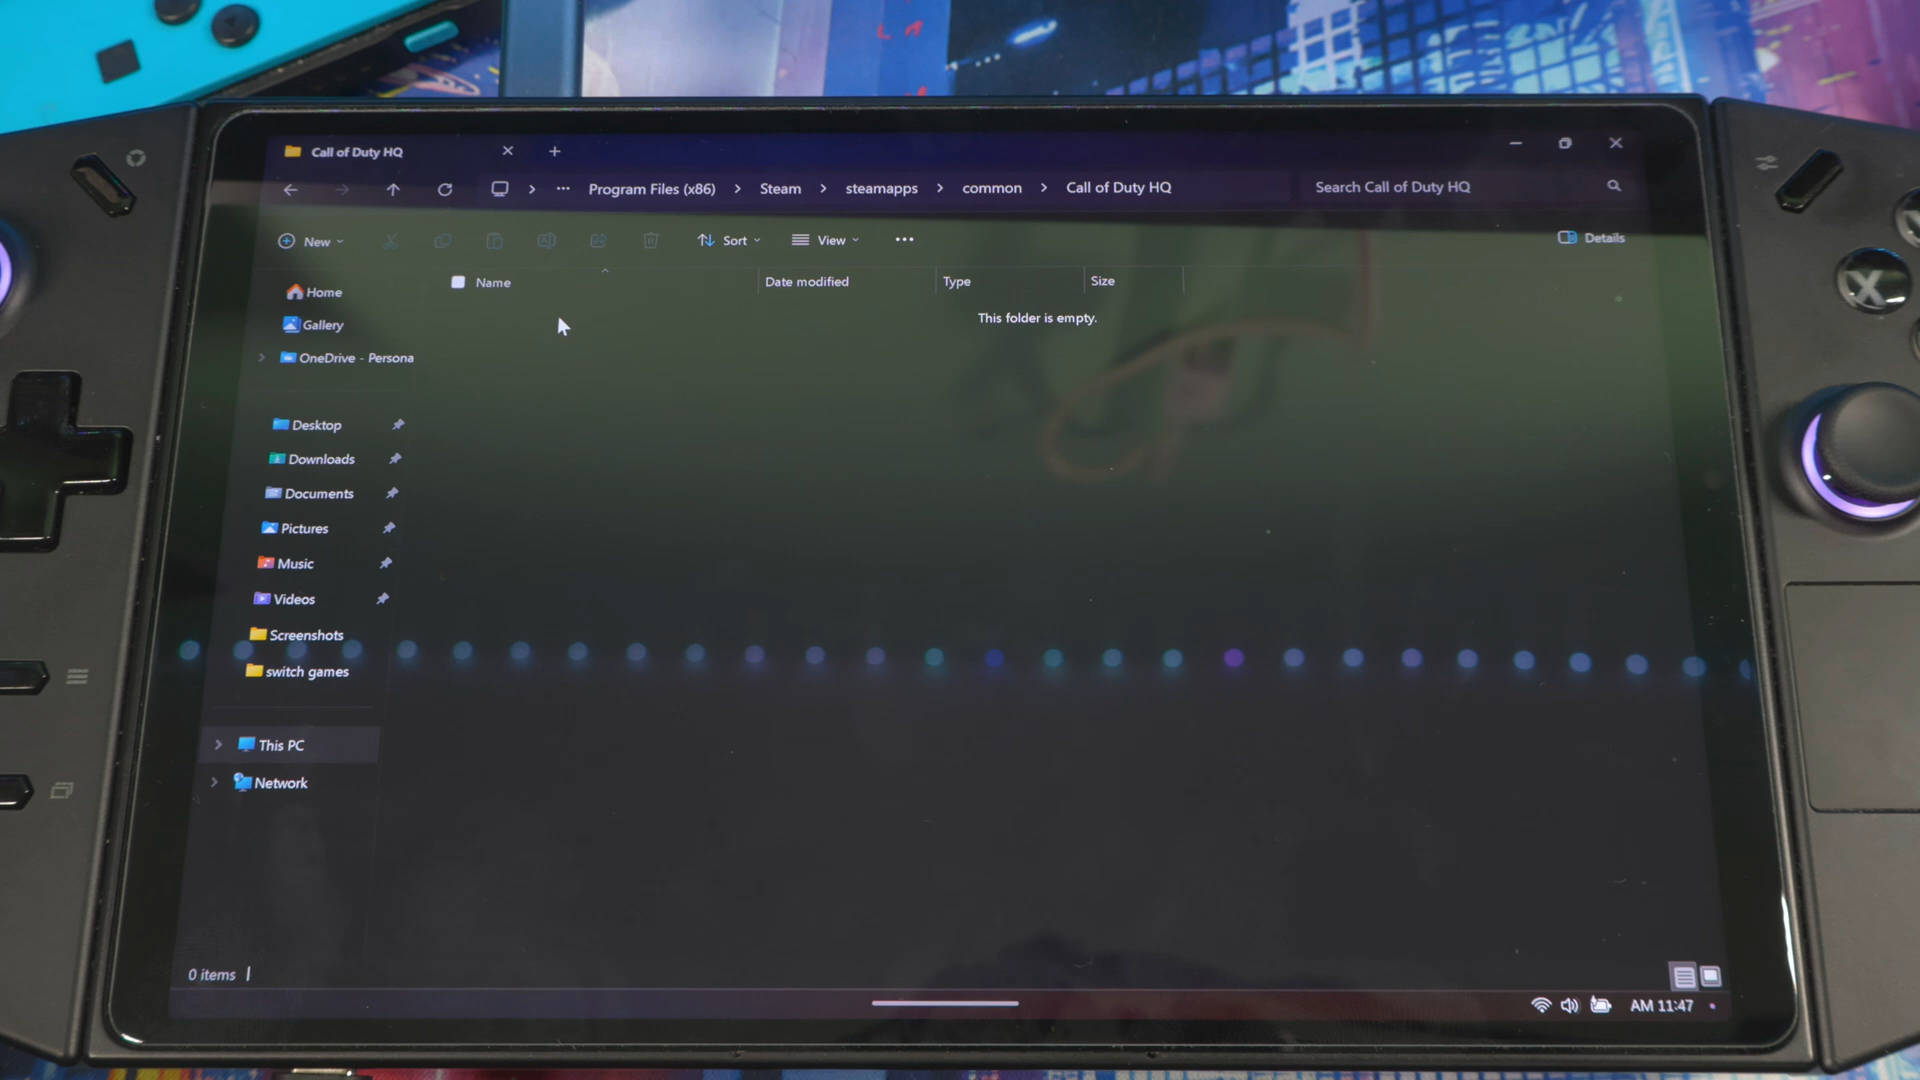 Call of Duty HQ
Program Files (x86) > Steam > steamapps > common > Call of Duty HQ
Search Call of Duty HQ
New
Sort
View
Details
Name
Date modified
Type
Size
This folder is empty.
Home
Gallery
OneDrive - Persona
Desktop
Downloads
Documents
Pictures
Music
Videos
Screenshots
switch games
This PC
Network
0 items
AM 11:47
X